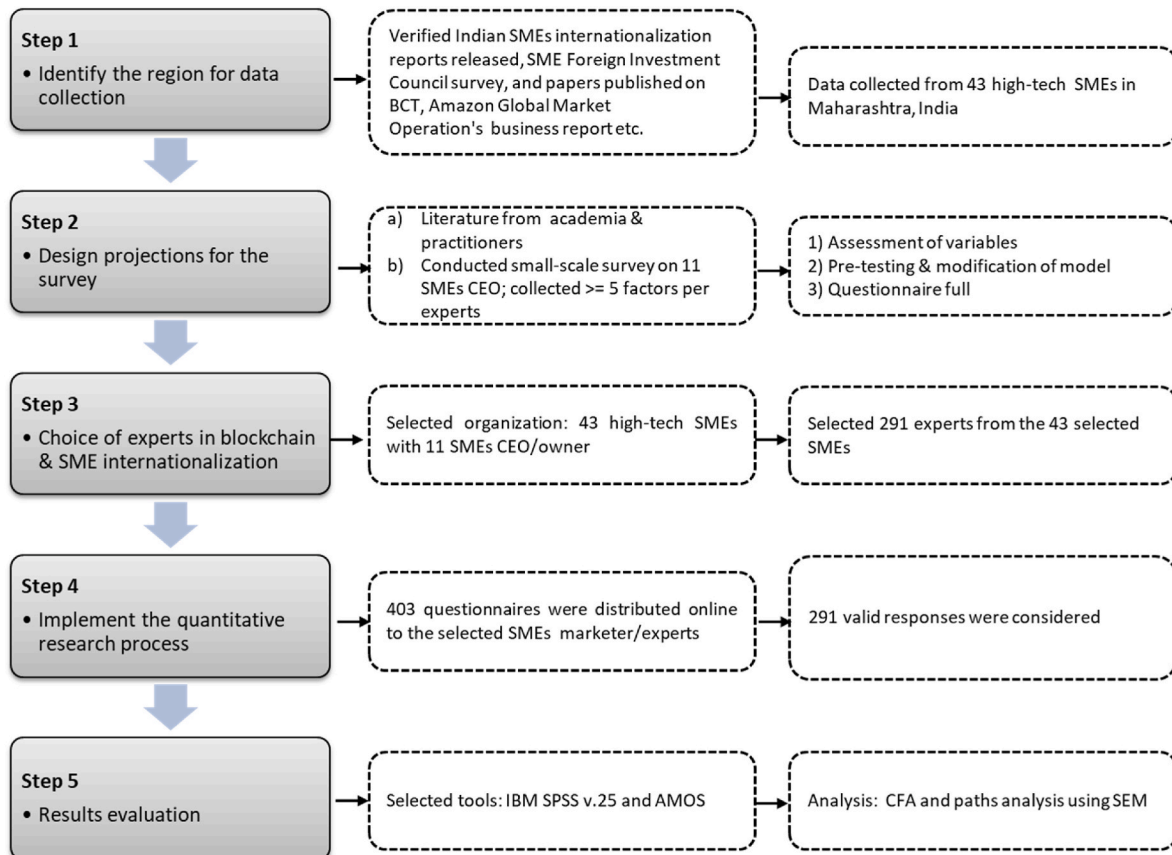 Step 1
• Identify the region for data
collection
Verified Indian SMEs internationalization
reports released, SME Foreign Investment
Council survey, and papers published on
BCT, Amazon Global Market
Operation's business report etc.
Data collected from 43 high-tech SMEs in
Maharashtra, India
Step 2
• Design projections for the
survey
a) Literature from academia &
practitioners
b) Conducted small-scale survey on 11
SMEs CEO; collected >= 5 factors per
experts
1) Assessment of variables
2) Pre-testing & modification of model
3) Questionnaire full
Step 3
• Choice of experts in blockchain
& SME internationalization
Selected organization: 43 high-tech SMEs
with 11 SMEs CEO/owner
Selected 291 experts from the 43 selected
SMEs
Step 4
• Implement the quantitative
research process
403 questionnaires were distributed online
to the selected SMEs marketer/experts
291 valid responses were considered
Step 5
• Results evaluation
Selected tools: IBM SPSS v.25 and AMOS
Analysis: CFA and paths analysis using SEM